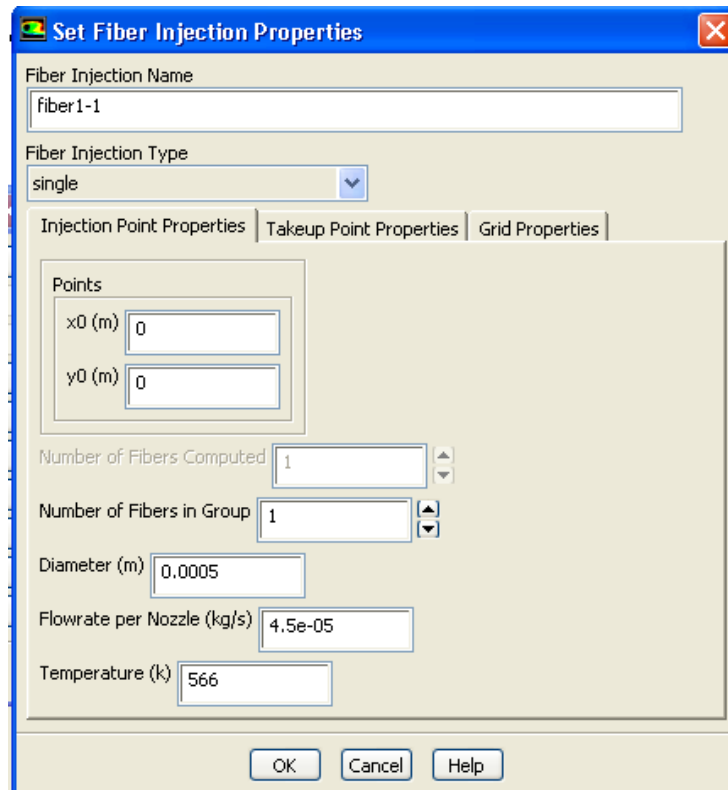 Set Fiber Injection Properties
Fiber Injection Name
fiber1-1
Fiber Injection Type
single
Injection Point Properties Takeup Point Properties Grid Properties
Points
x0 (m) 0
y0 (m) 0
Number of Fibers Computed 1
Number of Fibers in Group 1
Diameter (m) 0.0005
Flowrate per Nozzle (kg/s) 4.5e-05
Temperature (k) 566
OK Cancel Help